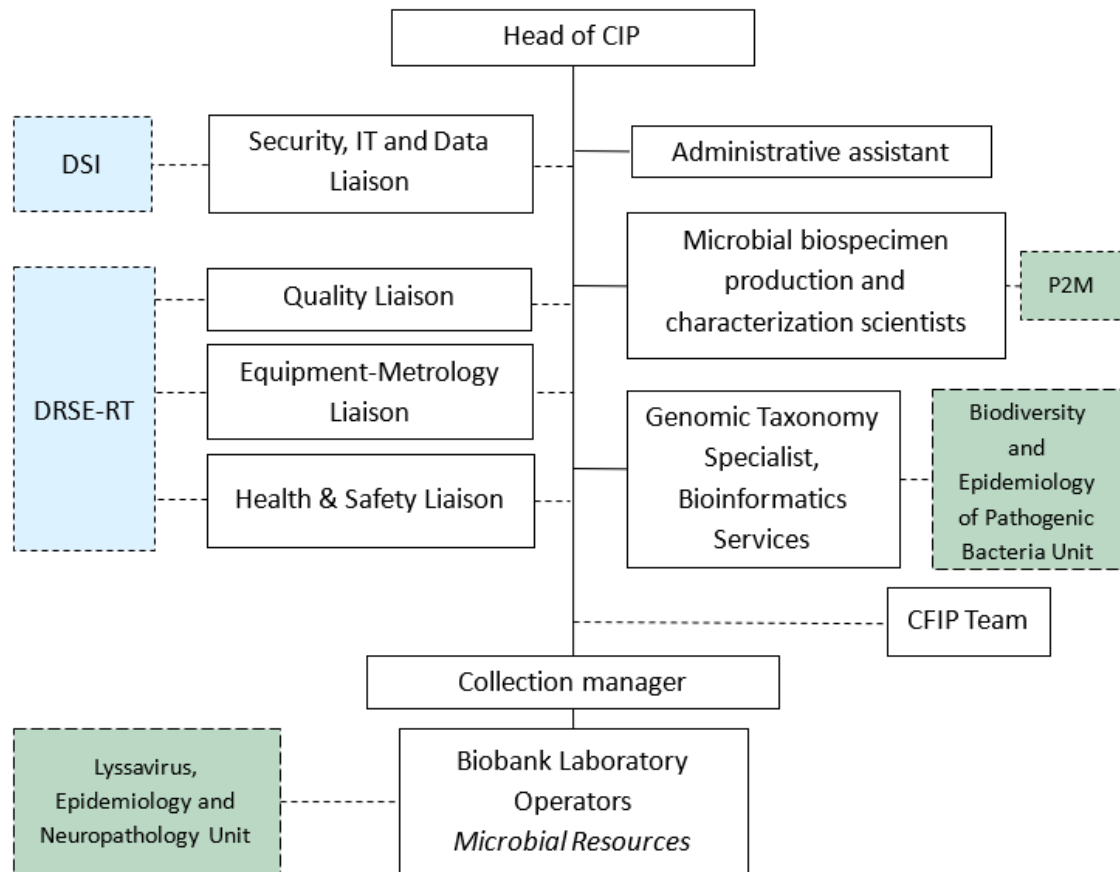 Head of CIP
DSI
Security, IT and Data
Liaison
Administrative assistant
Microbial biospecimen
production and
characterization scientists
P2M
DRSE-RT
Quality Liaison
Equipment-Metrology
Liaison
Health & Safety Liaison
Genomic Taxonomy
Specialist,
Bioinformatics
Services
Biodiversity
and
Epidemiology
of Pathogenic
Bacteria Unit
CFIP Team
Collection manager
Lyssavirus,
Epidemiology and
Neuropathology Unit
Biobank Laboratory
Operators
Microbial Resources